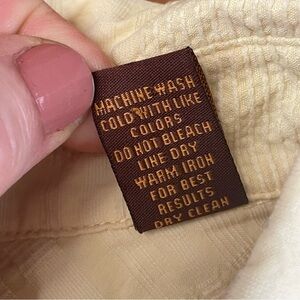 MACHINE WASH
COLD WITH LIKE
COLORS
DO NOT BLEACH
LINE DRY
WARM IRON
FOR BEST
RESULTS
DRY CLEAN